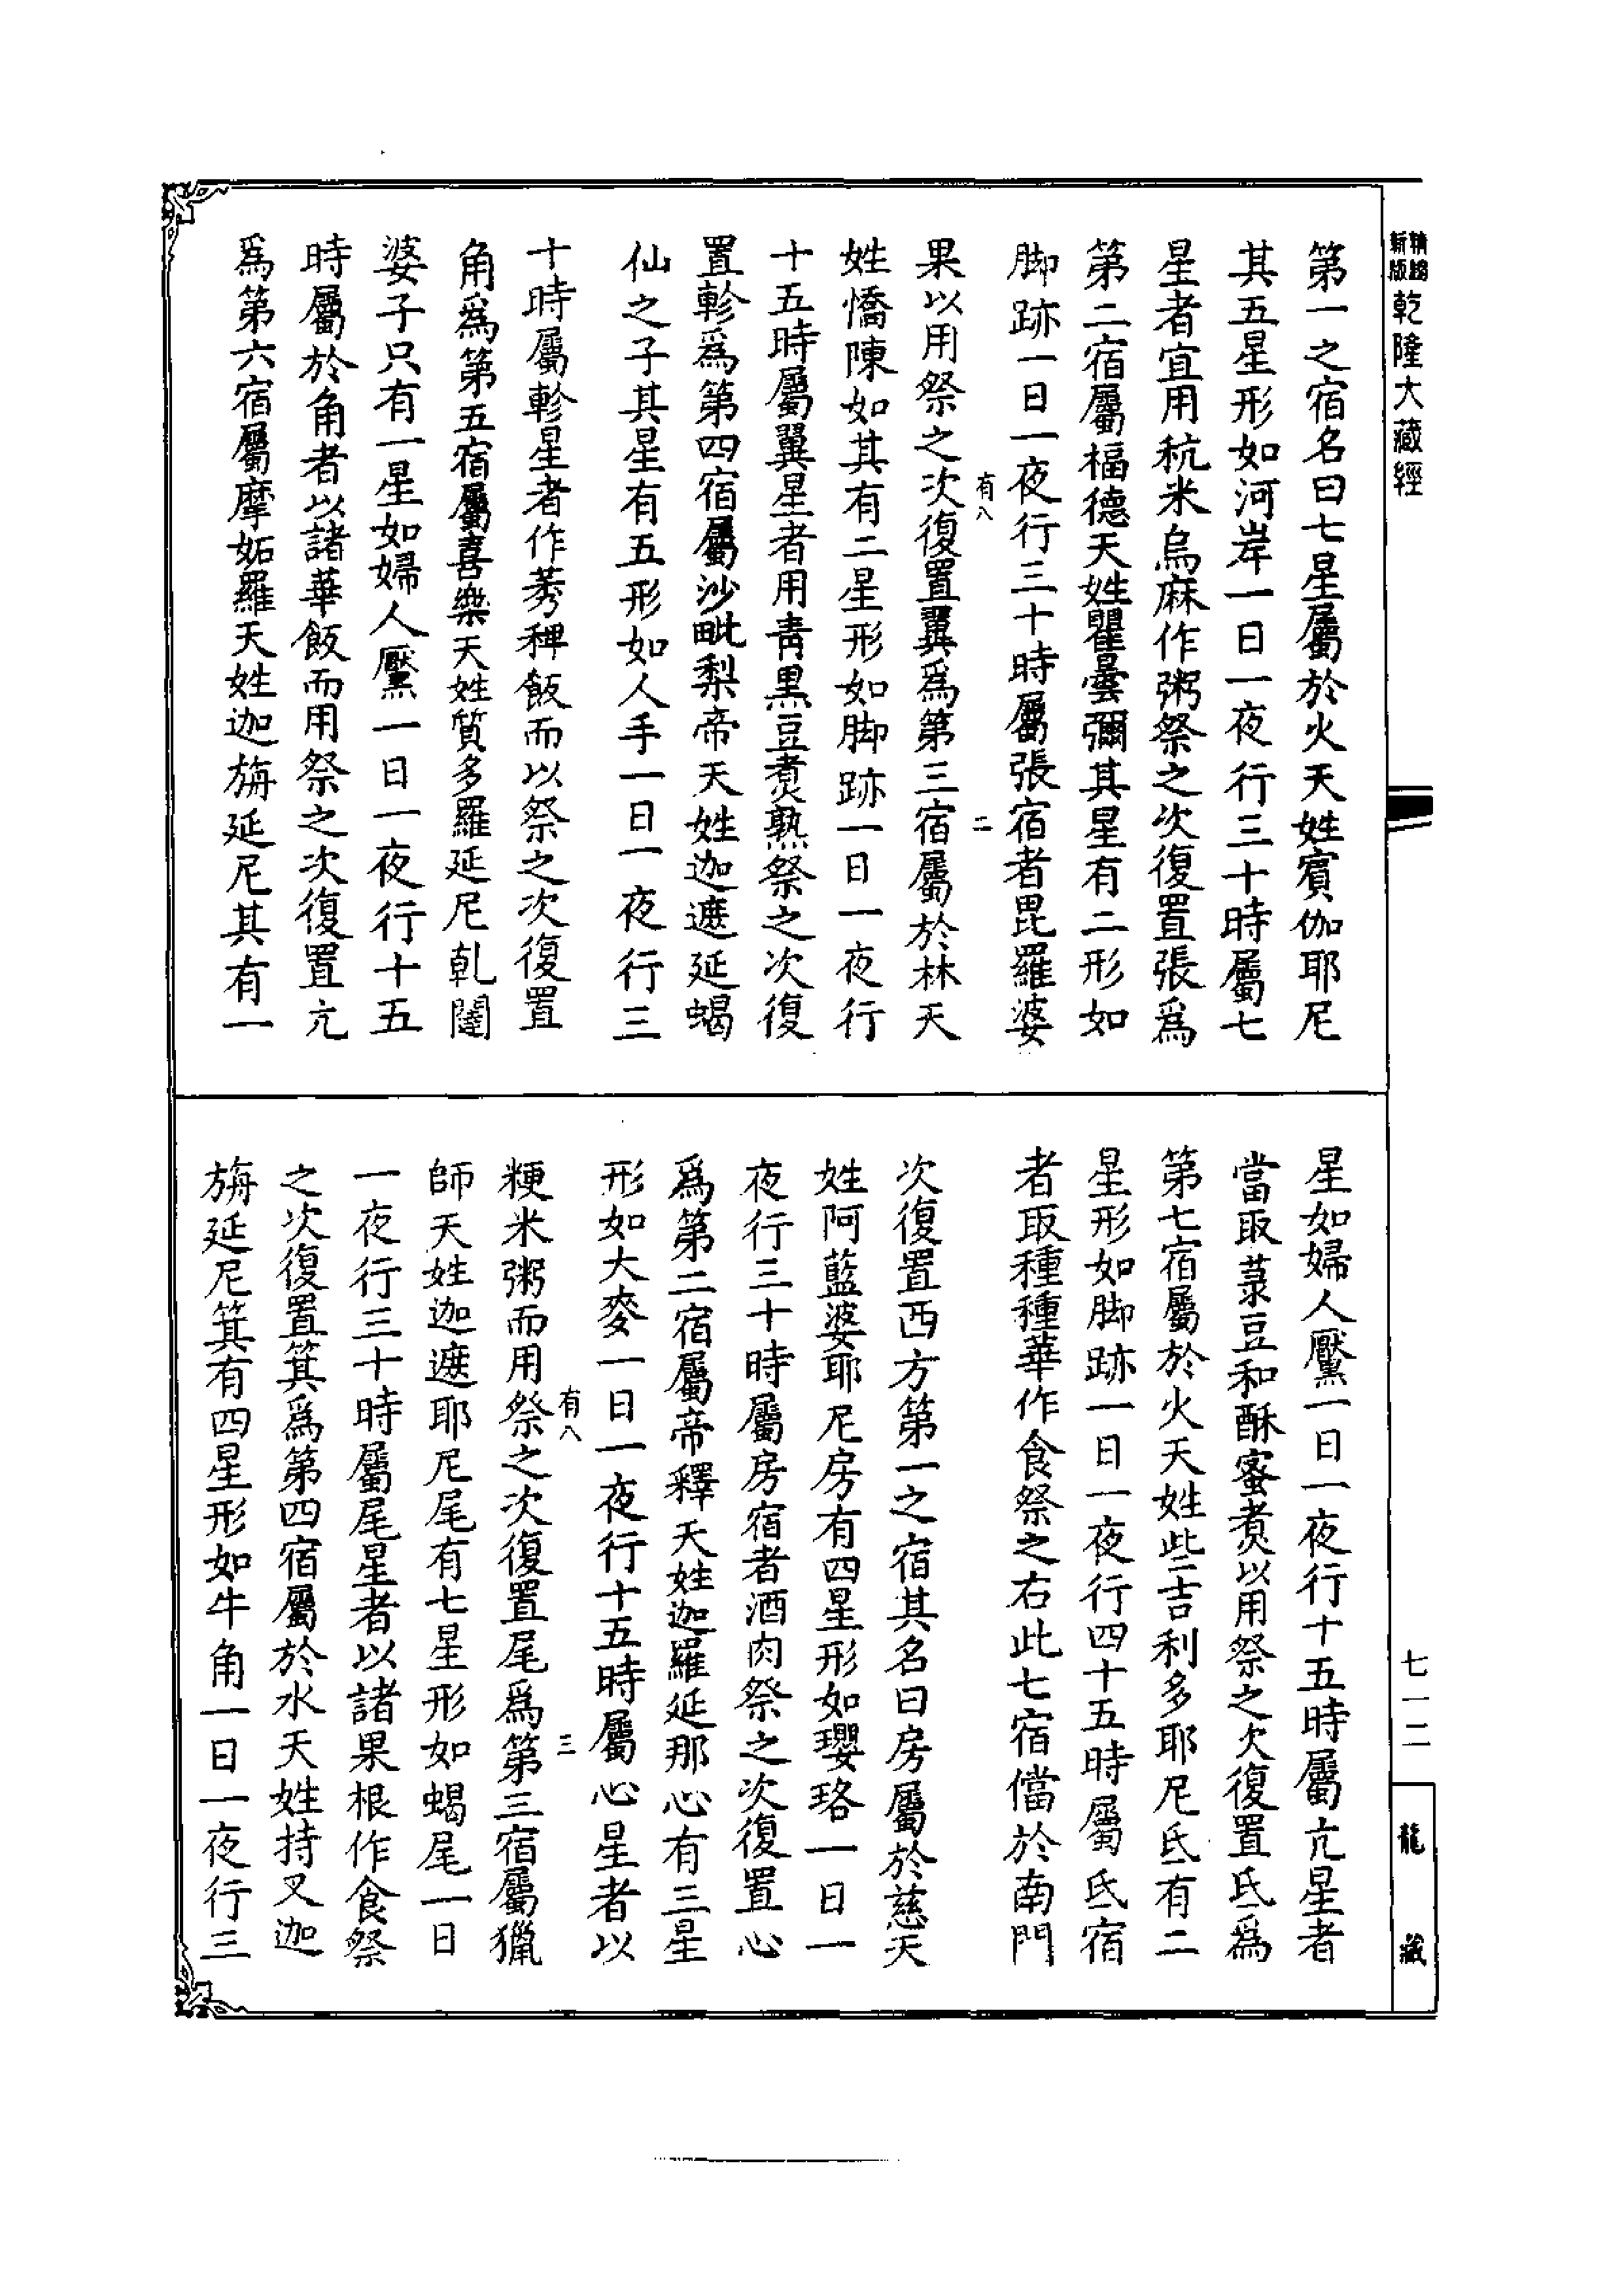 新版
精縮
乾隆大藏經
第一之宿名曰七星屬於火天姓賓伽耶尼
其五星形如河岸一日一夜行三十時屬七
星者宜用秔米烏麻作粥祭之次復置張爲
第二宿屬福德天姓瞿曇彌其星有二形如
脚跡一日一夜行三十時屬張宿者毘羅婆
有八 二
果以用祭之次復置翼爲第三宿屬於林天
姓憍陳如其有二星形如脚跡一日一夜行
十五時屬翼星者用青黑豆煮熟祭之次復
置軫爲第四宿屬沙毗梨帝天姓迦遮延蝎
仙之子其星有五形如人手一日一夜行三
十時屬軫星者作莠稗飯而以祭之次復置
角爲第五宿屬喜樂天姓質多羅延尼乹闥
婆子只有一星如婦人黶一日一夜行十五
時屬於角者以諸華飯而用祭之次復置亢
爲第六宿屬摩姤羅天姓迦旃延尼其有一
星如婦人黶一日一夜行十五時屬亢星者
當取菉豆和酥蜜煮以用祭之次復置氐爲
第七宿屬於火天姓些吉利多耶尼氐有二
星形如脚跡一日一夜行四十五時屬氐宿
者取種種華作食祭之右此七宿儅於南門
次復置西方第一之宿其名曰房屬於慈天
姓阿藍婆耶尼房有四星形如瓔珞一日一
夜行三十時屬房宿者酒肉祭之次復置心
爲第二宿屬帝釋天姓迦羅延那心有三星
形如大麥一日一夜行十五時屬心星者以
有八 三
粳米粥而用祭之次復置尾爲第三宿屬獵
師天姓迦遮耶尼尾有七星形如蝎尾一日
一夜行三十時屬尾星者以諸果根作食祭
之次復置箕爲第四宿屬於水天姓持叉迦
旃延尼箕有四星形如牛角一日一夜行三
七一二
龍藏